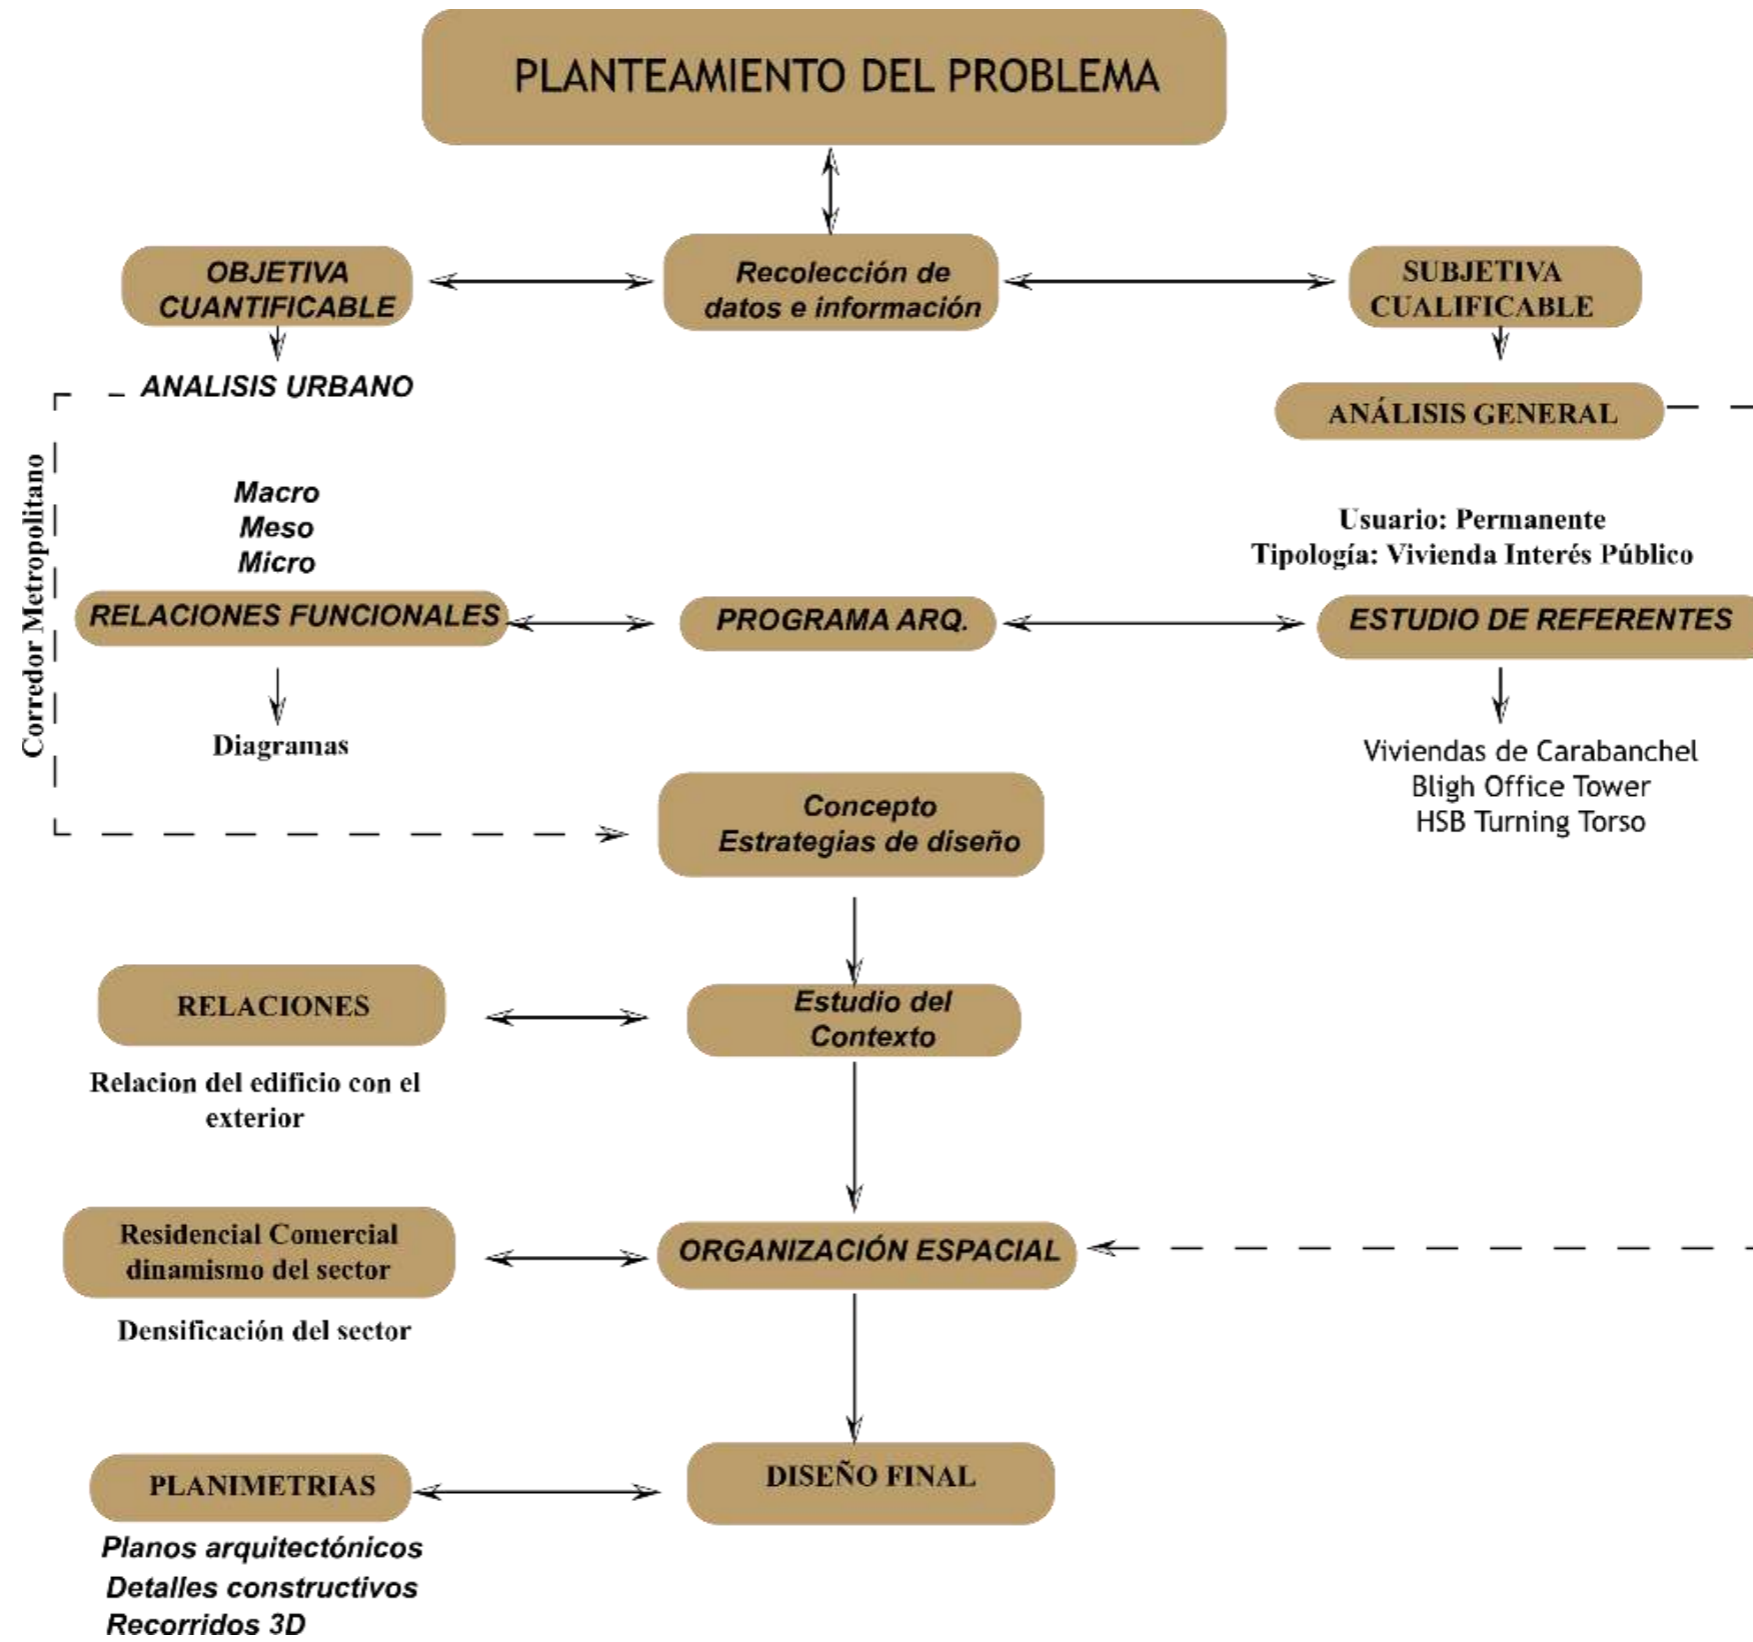 PLANTEAMIENTO DEL PROBLEMA
OBJETIVA
CUANTIFICABLE
Recolección de
datos e información
SUBJETIVA
CUALIFICABLE
ANALISIS URBANO
ANÁLISIS GENERAL
Corredor Metropolitano
Macro
Meso
Micro
Usuario: Permanente
Tipología: Vivienda Interés Público
RELACIONES FUNCIONALES
PROGRAMA ARQ.
ESTUDIO DE REFERENTES
Diagramas
Viviendas de Carabanchel
Bligh Office Tower
HSB Turning Torso
Concepto
Estrategias de diseño
RELACIONES
Estudio del
Contexto
Relacion del edificio con el
exterior
Residencial Comercial
dinamismo del sector
ORGANIZACIÓN ESPACIAL
Densificación del sector
PLANIMETRIAS
DISEÑO FINAL
Planos arquitectónicos
Detalles constructivos
Recorridos 3D